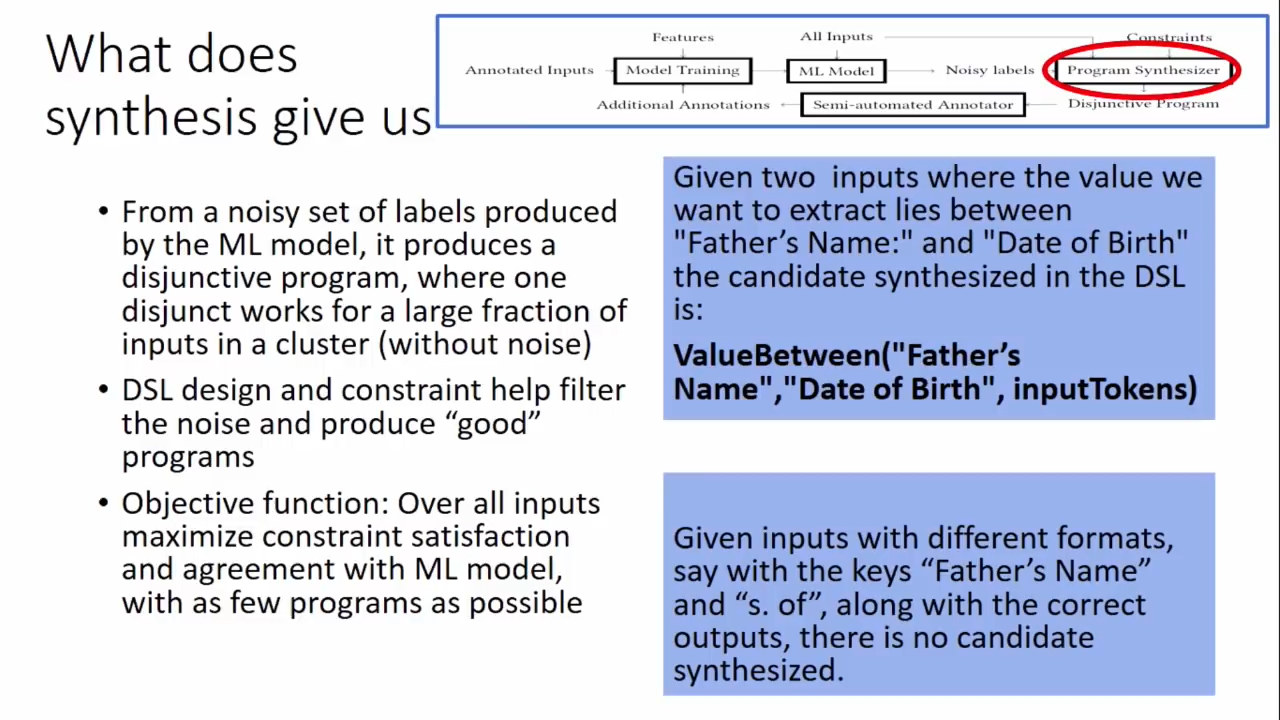 What does
synthesis give us
Features
All Inputs
Constraints
Annotated Inputs
Model Training
ML Model
Noisy labels
Program Synthesizer
Additional Annotations
Semi-automated Annotator
Disjunctive Program
• From a noisy set of labels produced
by the ML model, it produces a
disjunctive program, where one
disjunct works for a large fraction of
inputs in a cluster (without noise)
• DSL design and constraint help filter
the noise and produce “good”
programs
• Objective function: Over all inputs
maximize constraint satisfaction
and agreement with ML model,
with as few programs as possible
Given two inputs where the value we
want to extract lies between
"Father’s Name:" and "Date of Birth"
the candidate synthesized in the DSL
is:
ValueBetween("Father’s
Name","Date of Birth", inputTokens)
Given inputs with different formats,
say with the keys “Father’s Name”
and “s. of”, along with the correct
outputs, there is no candidate
synthesized.